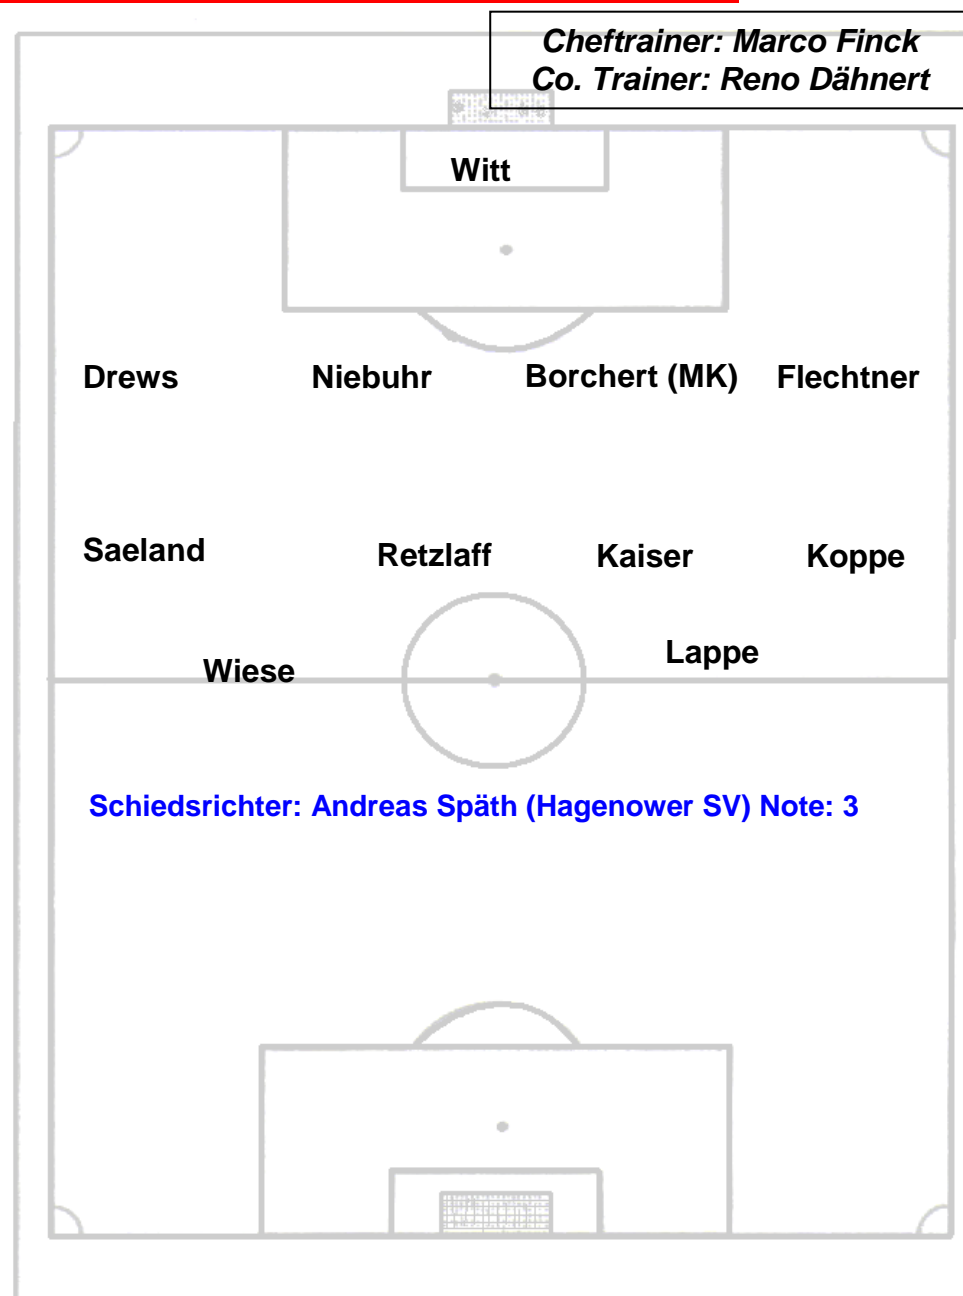 Cheftrainer: Marco Finck
Co. Trainer: Reno Dähnert
Witt
Drews Niebuhr Borchert (MK) Flechtner
Saeland Retzlaff Kaiser Koppe
Wiese Lappe
Schiedsrichter: Andreas Späth (Hagenower SV) Note: 3